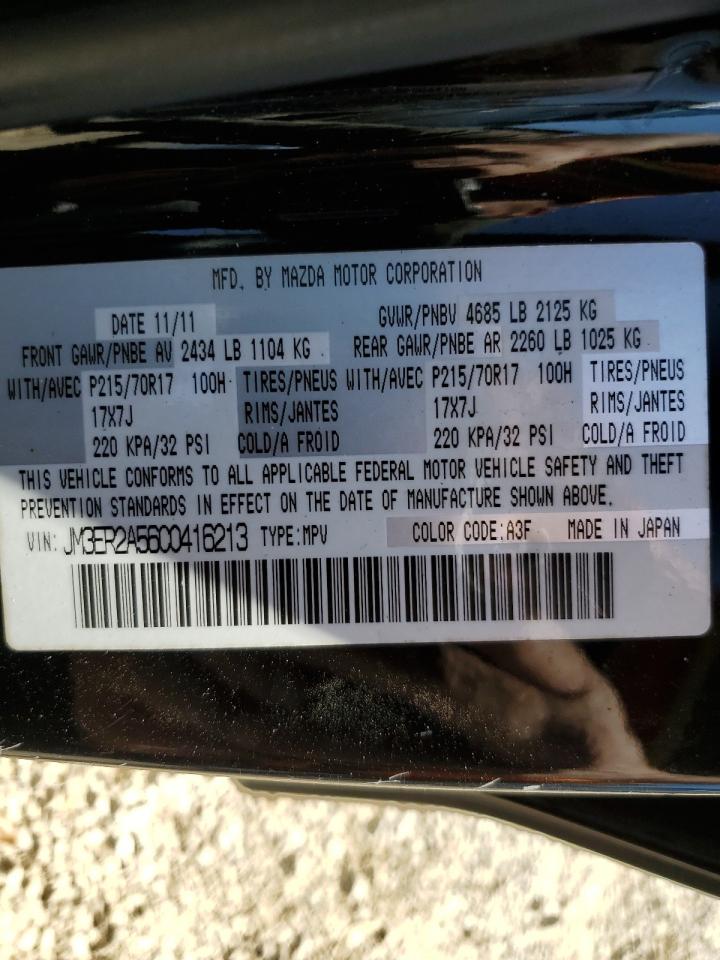 MFD. BY MAZDA MOTOR CORPORATION
DATE 11/11 GVWR/PNBV 4685 LB 2125 KG
FRONT GAWR/PNBE AV 2434 LB 1104 KG REAR GAWR/PNBE AR 2260 LB 1025 KG
WITH/AVEC P215/70R17 100H TIRES/PNEUS WITH/AVEC P215/70R17 100H TIRES/PNEUS
17X7J RIMS/JANTES 17X7J RIMS/JANTES
220 KPA/32 PSI COLD/A FROID 220 KPA/32 PSI COLD/A FROID
THIS VEHICLE CONFORMS TO ALL APPLICABLE FEDERAL MOTOR VEHICLE SAFETY AND THEFT
PREVENTION STANDARDS IN EFFECT ON THE DATE OF MANUFACTURE SHOWN ABOVE.
VIN: JM3ER2A56C0416213 TYPE:MPV COLOR CODE:A3F MADE IN JAPAN